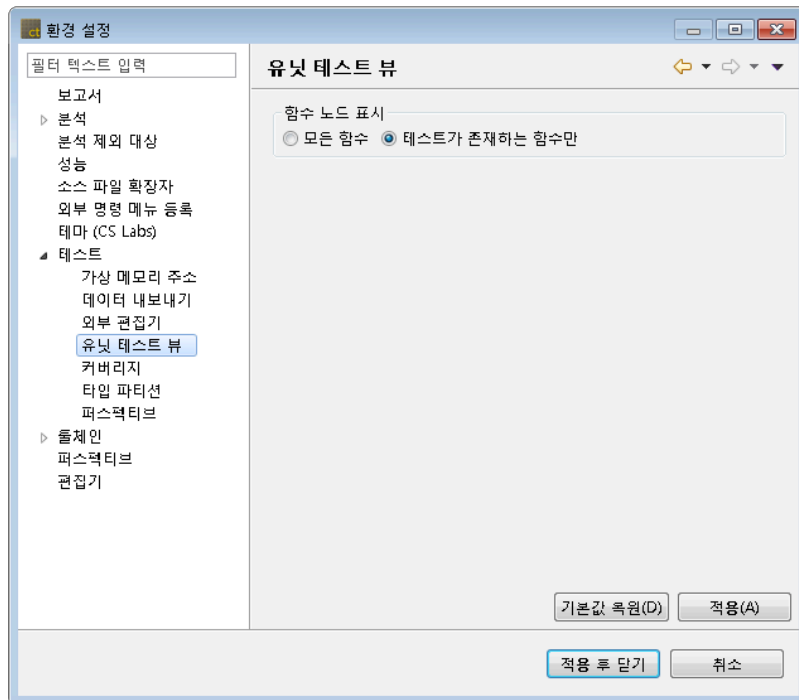 ct 환경 설정
필터 텍스트 입력
유닛 테스트 뷰
보고서
분석
분석 제외 대상
성능
소스 파일 확장자
외부 명령 메뉴 등록
테마 (CS Labs)
테스트
가상 메모리 주소
데이터 내보내기
외부 편집기
유닛 테스트 뷰
커버리지
타입 파티션
퍼스펙티브
툴체인
퍼스펙티브
편집기
함수 노드 표시
모든 함수 테스트가 존재하는 함수만
기본값 복원(D) 적용(A)
적용 후 닫기 취소